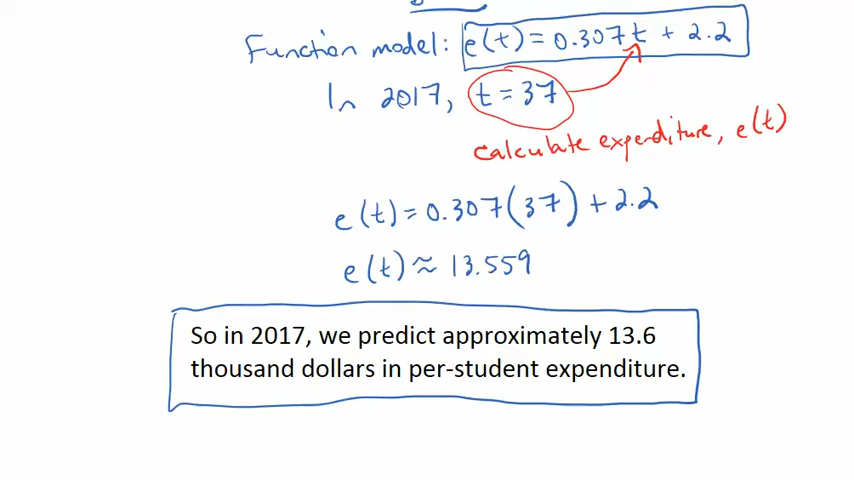 Function model: e(t) = 0.307t + 2.2
In 2017, t = 37
calculate expenditure, e(t)
e(t) = 0.307(37) + 2.2
e(t) ≈ 13.559
So in 2017, we predict approximately 13.6
thousand dollars in per-student expenditure.